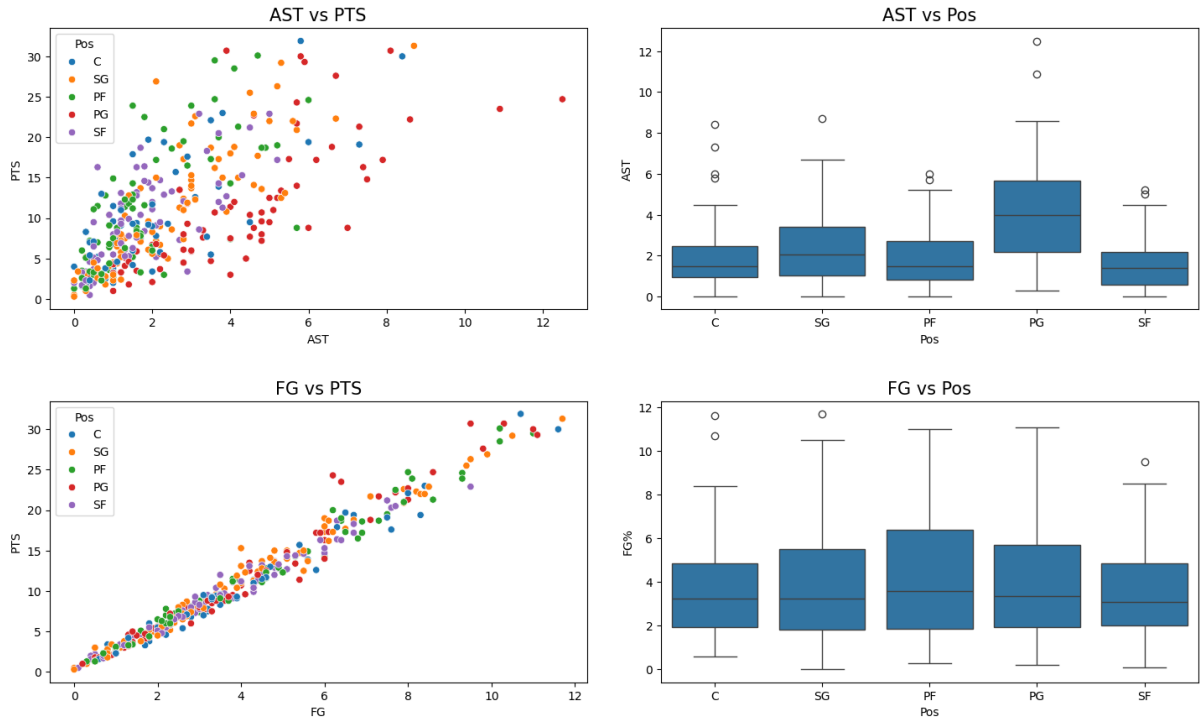 AST vs PTS
Pos
C
SG
PF
PG
SF
PTS
30
25
20
15
10
5
0
0 2 4 6 8 10 12
AST
AST vs Pos
AST
12
10
8
6
4
2
0
C SG PF PG SF
Pos
FG vs PTS
Pos
C
SG
PF
PG
SF
PTS
30
25
20
15
10
5
0
0 2 4 6 8 10 12
FG
FG vs Pos
FG%
12
10
8
6
4
2
0
C SG PF PG SF
Pos